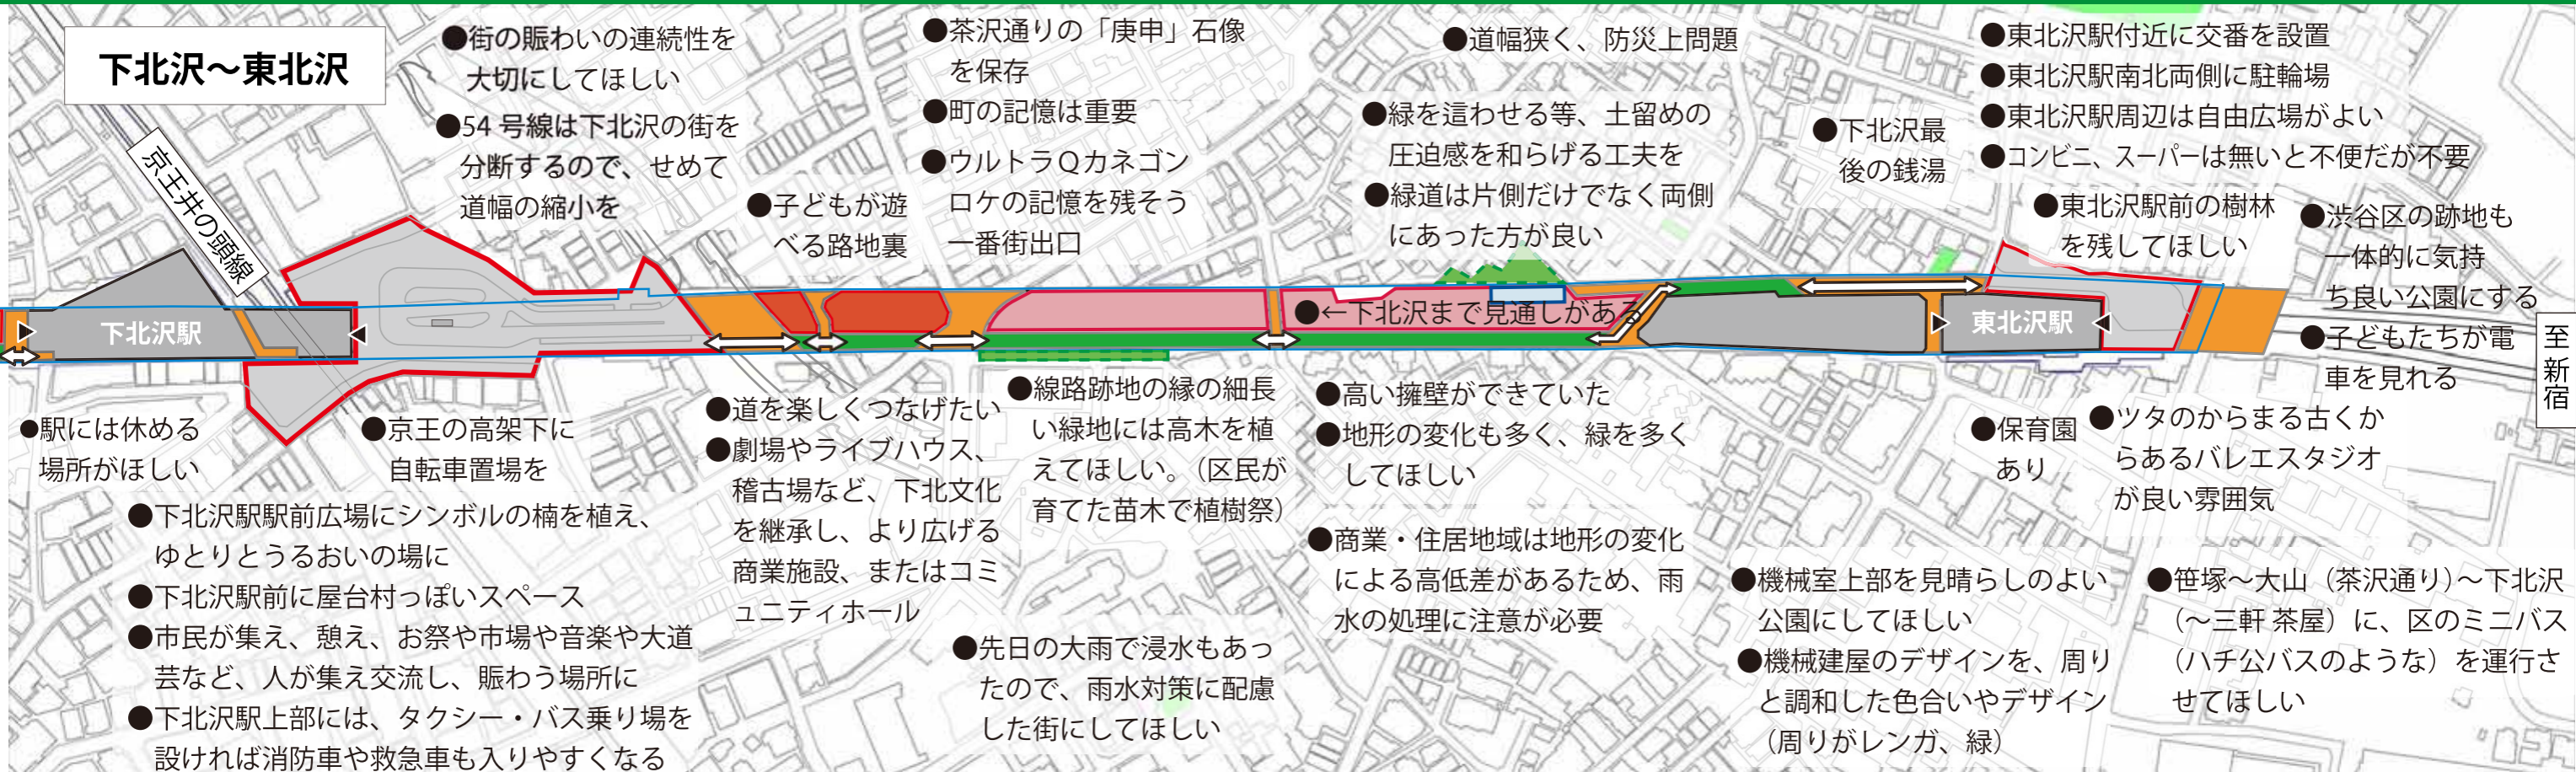 下北沢～東北沢
●街の賑わいの連続性を
大切にしてほしい
●54 号線は下北沢の街を
分断するので、せめて
道幅の縮小を
●子どもが遊
べる路地裏
●茶沢通りの「庚申」石像
を保存
●町の記憶は重要
●ウルトラQカネゴン
ロケの記憶を残そう
一番街出口
●道幅狭く、防災上問題
●緑を這わせる等、土留めの
圧迫感を和らげる工夫を
●緑道は片側だけでなく両側
にあった方が良い
●下北沢最
後の銭湯
●東北沢駅付近に交番を設置
●東北沢駅南北両側に駐輪場
●東北沢駅周辺は自由広場がよい
●コンビニ、スーパーは無いと不便だが不要
●東北沢駅前の樹林
を残してほしい
●渋谷区の跡地も
一体的に気持
ち良い公園にする
●子どもたちが電
車を見れる
京王井の頭線
下北沢駅
●←下北沢まで見通しがある
東北沢駅
至新宿
●駅には休める
場所がほしい
●京王の高架下に
自転車置場を
●下北沢駅駅前広場にシンボルの楠を植え、
ゆとりとうるおいの場に
●下北沢駅前に屋台村っぽいスペース
●市民が集え、憩え、お祭や市場や音楽や大道
芸など、人が集え交流し、賑わう場所に
●下北沢駅上部には、タクシー・バス乗り場を
設ければ消防車や救急車も入りやすくなる
●道を楽しくつなげたい
●劇場やライブハウス、
稽古場など、下北文化
を継承し、より広げる
商業施設、またはコミ
ュニティホール
●線路跡地の縁の細長
い緑地には高木を植
えてほしい。（区民が
育てた苗木で植樹祭）
●先日の大雨で浸水もあっ
たので、雨水対策に配慮
した街にしてほしい
●高い擁壁ができていた
●地形の変化も多く、緑を多く
してほしい
●商業・住居地域は地形の変化
による高低差があるため、雨
水の処理に注意が必要
●保育園
あり
●ツタのからまる古くか
らあるバレエスタジオ
が良い雰囲気
●機械室上部を見晴らしのよい
公園にしてほしい
●機械建屋のデザインを、周り
と調和した色合いやデザイン
（周りがレンガ、緑）
●笹塚～大山（茶沢通り）～下北沢
（～三軒 茶屋）に、区のミニバス
（ハチ公バスのような）を運行さ
せてほしい